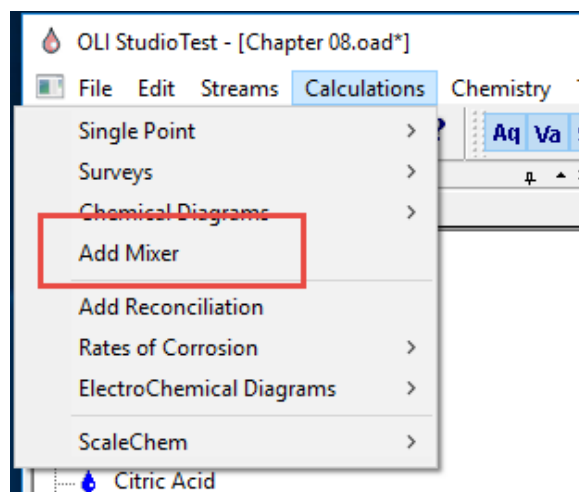 OLI StudioTest - [Chapter 08.oad*]
File Edit Streams Calculations Chemistry
Single Point
Aq Va
Surveys
Chemical Diagrams
Add Mixer
Add Reconciliation
Rates of Corrosion
ElectroChemical Diagrams
ScaleChem
Citric Acid